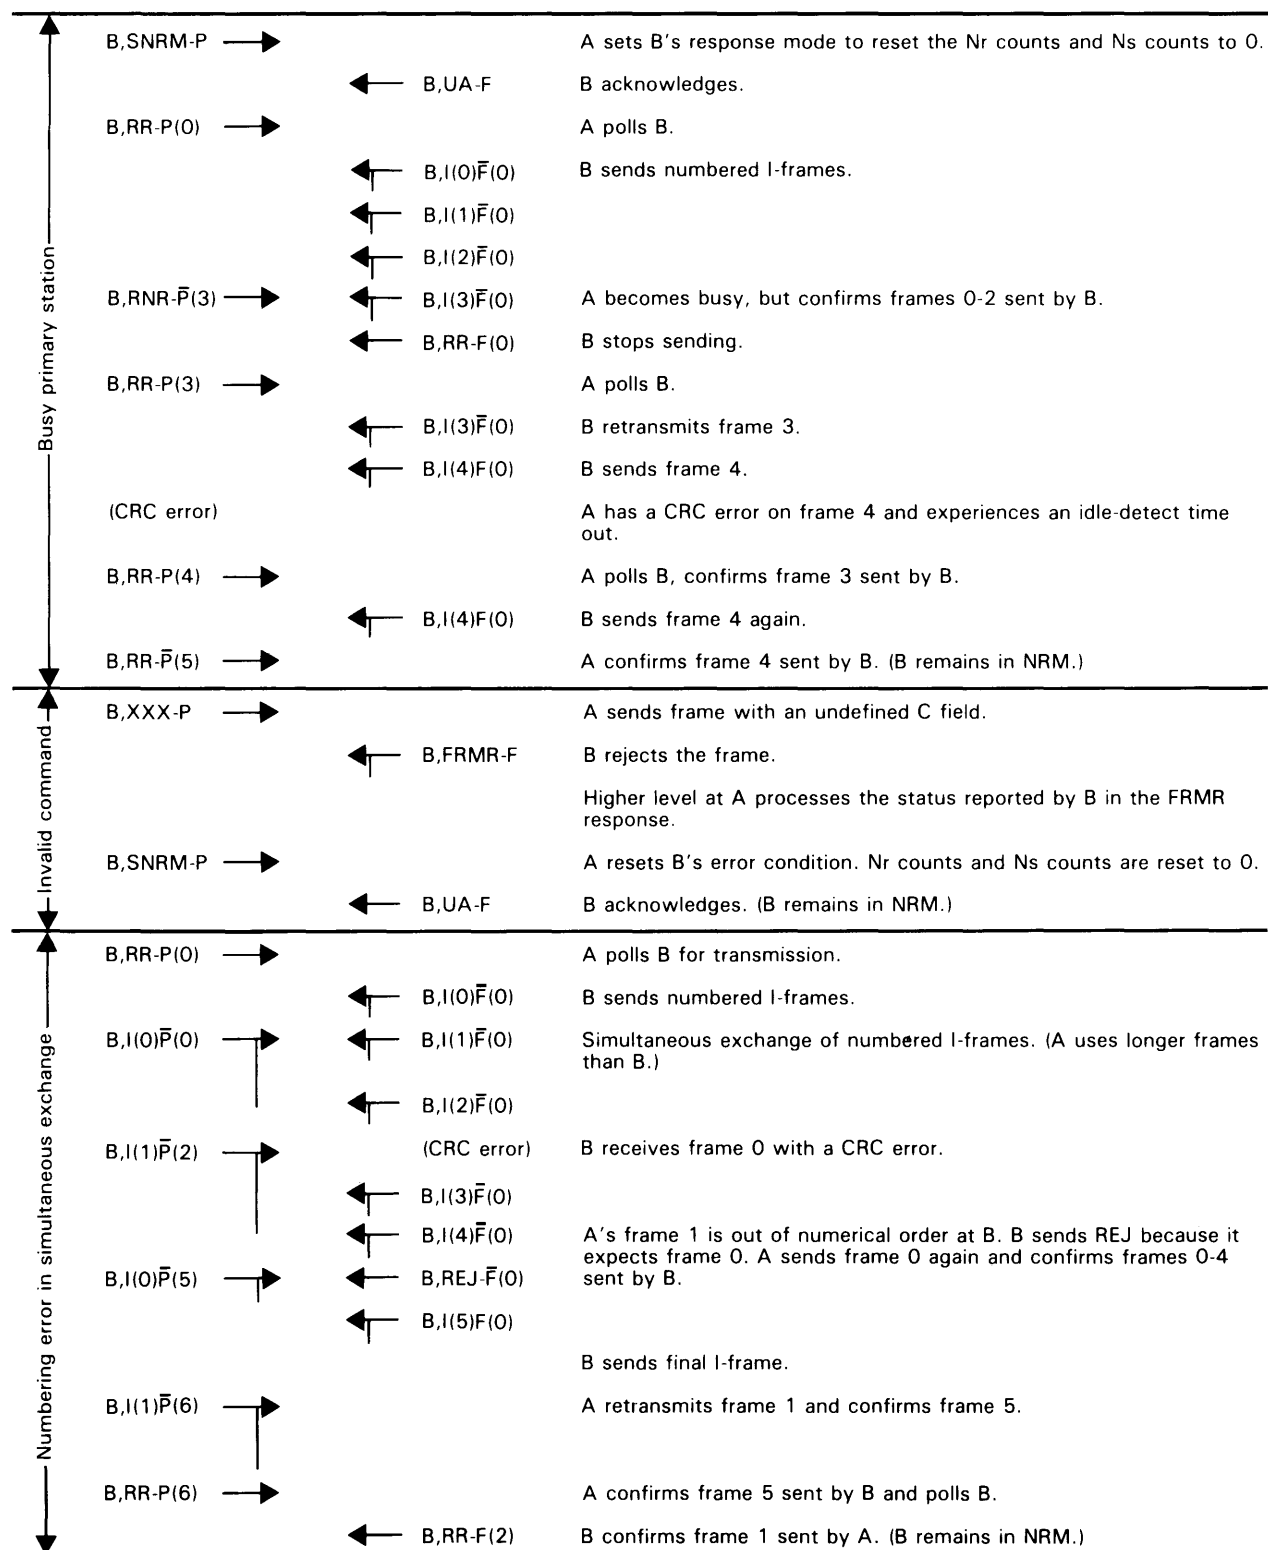 B,SNRM-P A sets B's response mode to reset the Nr counts and Ns counts to 0.
B,UA-F B acknowledges.
B,RR-P(0) A polls B.
B,I(0)F̅(0) B sends numbered I-frames.
B,I(1)F̅(0)
B,I(2)F̅(0)
B,RNR-P̅(3) B,I(3)F̅(0) A becomes busy, but confirms frames 0-2 sent by B.
B,RR-F(0) B stops sending.
B,RR-P(3) A polls B.
B,I(3)F̅(0) B retransmits frame 3.
B,I(4)F(0) B sends frame 4.
(CRC error) A has a CRC error on frame 4 and experiences an idle-detect time
out.
B,RR-P(4) A polls B, confirms frame 3 sent by B.
B,I(4)F(0) B sends frame 4 again.
B,RR-P̅(5) A confirms frame 4 sent by B. (B remains in NRM.)
Busy primary station
B,XXX-P A sends frame with an undefined C field.
B,FRMR-F B rejects the frame.
Higher level at A processes the status reported by B in the FRMR
response.
B,SNRM-P A resets B's error condition. Nr counts and Ns counts are reset to 0.
B,UA-F B acknowledges. (B remains in NRM.)
Invalid command
B,RR-P(0) A polls B for transmission.
B,I(0)F̅(0) B sends numbered I-frames.
B,I(0)P̅(0) B,I(1)F̅(0) Simultaneous exchange of numbered I-frames. (A uses longer frames
than B.)
B,I(2)F̅(0)
B,I(1)P̅(2) (CRC error) B receives frame 0 with a CRC error.
B,I(3)F̅(0)
B,I(4)F̅(0) A's frame 1 is out of numerical order at B. B sends REJ because it
expects frame 0. A sends frame 0 again and confirms frames 0-4
B,I(0)P̅(5) B,REJ-F̅(0) sent by B.
B,I(5)F(0)
B sends final I-frame.
B,I(1)P̅(6) A retransmits frame 1 and confirms frame 5.
B,RR-P(6) A confirms frame 5 sent by B and polls B.
B,RR-F(2) B confirms frame 1 sent by A. (B remains in NRM.)
Numbering error in simultaneous exchange